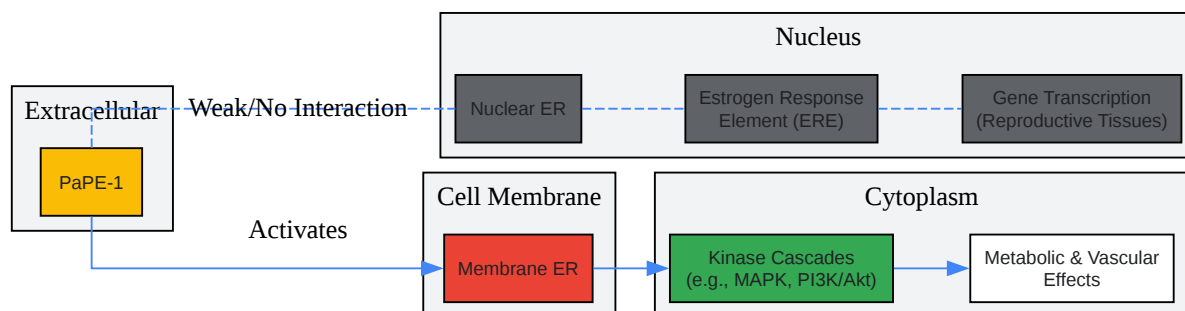 Nucleus
Extracellular
Weak/No Interaction
Nuclear ER
Estrogen Response
Element (ERE)
Gene Transcription
(Reproductive Tissues)
PaPE-1
Cell Membrane
Cytoplasm
Activates
Membrane ER
Kinase Cascades
(e.g., MAPK, PI3K/Akt)
Metabolic & Vascular
Effects